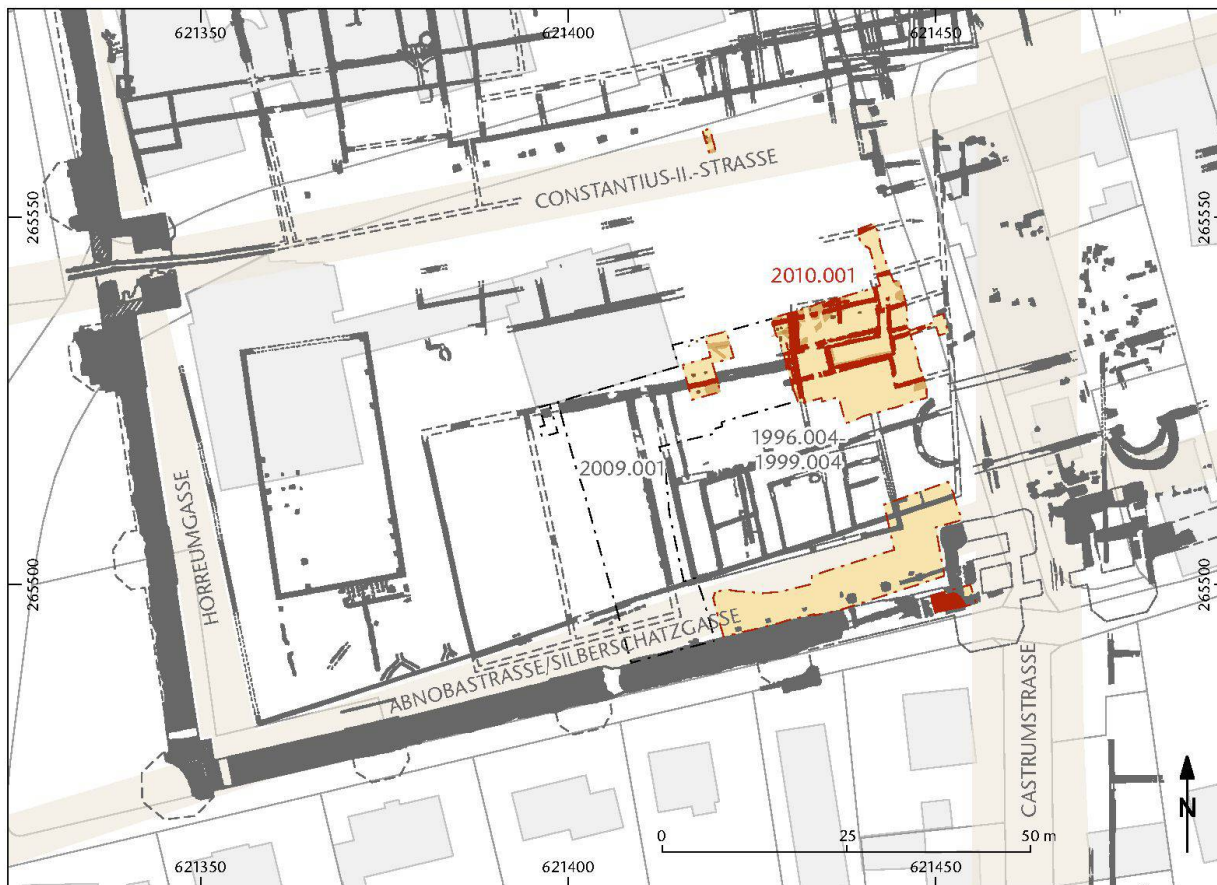 621350
621400
621450
265550
265550
CONSTANTIUS-II.-STRASSE
2010.001
1996.004-
1999.004
2009.001
HORREUMGASSE
265500
265500
ABNOBASTRASSE/SILBERSCHATZGASSE
CASTRUMSTRASSE
N
0
25
50 m
621350
621400
621450